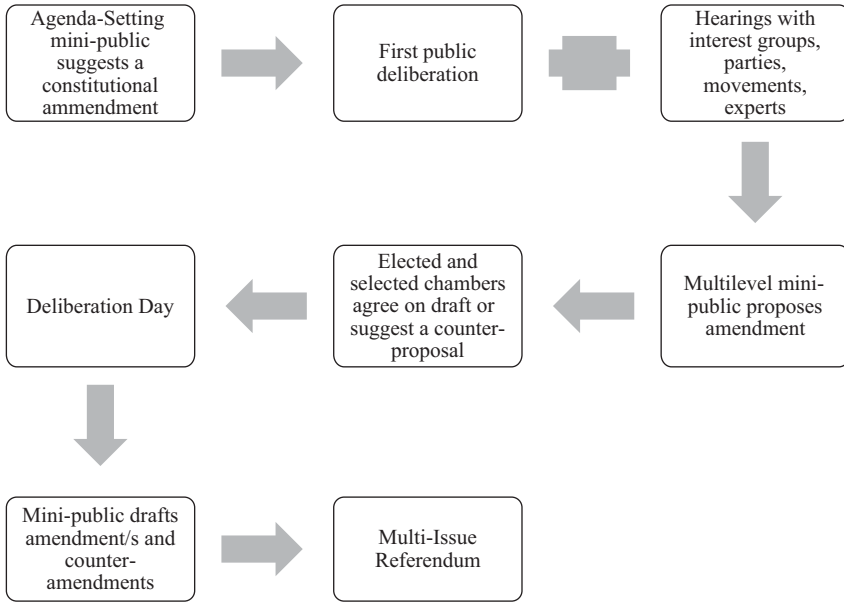 Agenda-Setting
mini-public
suggests a
constitutional
ammendment
First public
deliberation
Hearings with
interest groups,
parties,
movements,
experts
Multilevel mini-
public proposes
amendment
Elected and
selected chambers
agree on draft or
suggest a counter-
proposal
Deliberation Day
Mini-public drafts
amendment/s and
counter-
amendments
Multi-Issue
Referendum